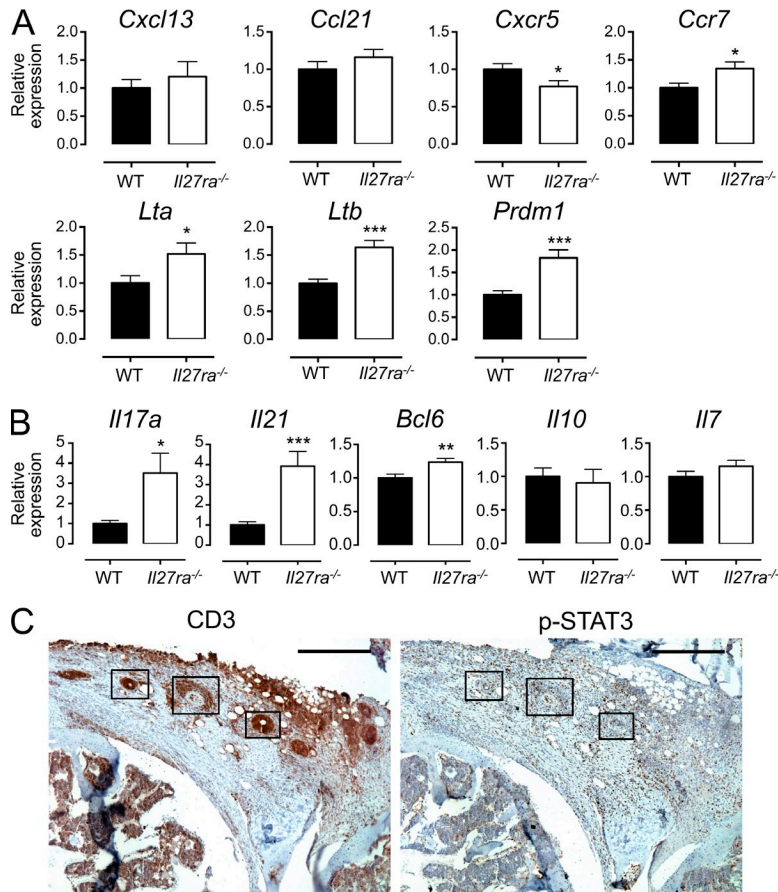 A
Cxcl13 Ccl21 Cxcr5 Ccr7
Relative expression
2.0 1.5 1.0 0.5 0.0
2.0 1.5 1.0 0.5 0.0
1.5 1.0 0.5 0.0
*
2.0 1.5 1.0 0.5 0.0
*
WT Il27ra-/- WT Il27ra-/- WT Il27ra-/- WT Il27ra-/-
Lta Ltb Prdm1
Relative expression
2.0 1.5 1.0 0.5 0.0
*
2.0 1.5 1.0 0.5 0.0
***
2.5 2.0 1.5 1.0 0.5 0.0
***
WT Il27ra-/- WT Il27ra-/- WT Il27ra-/-
B
Il17a Il21 Bcl6 Il10 Il7
Relative expression
5 4 3 2 1 0
*
5 4 3 2 1 0
***
1.5 1.0 0.5 0.0
**
1.5 1.0 0.5 0.0
1.5 1.0 0.5 0.0
WT Il27ra-/- WT Il27ra-/- WT Il27ra-/- WT Il27ra-/- WT Il27ra-/-
C
CD3 p-STAT3